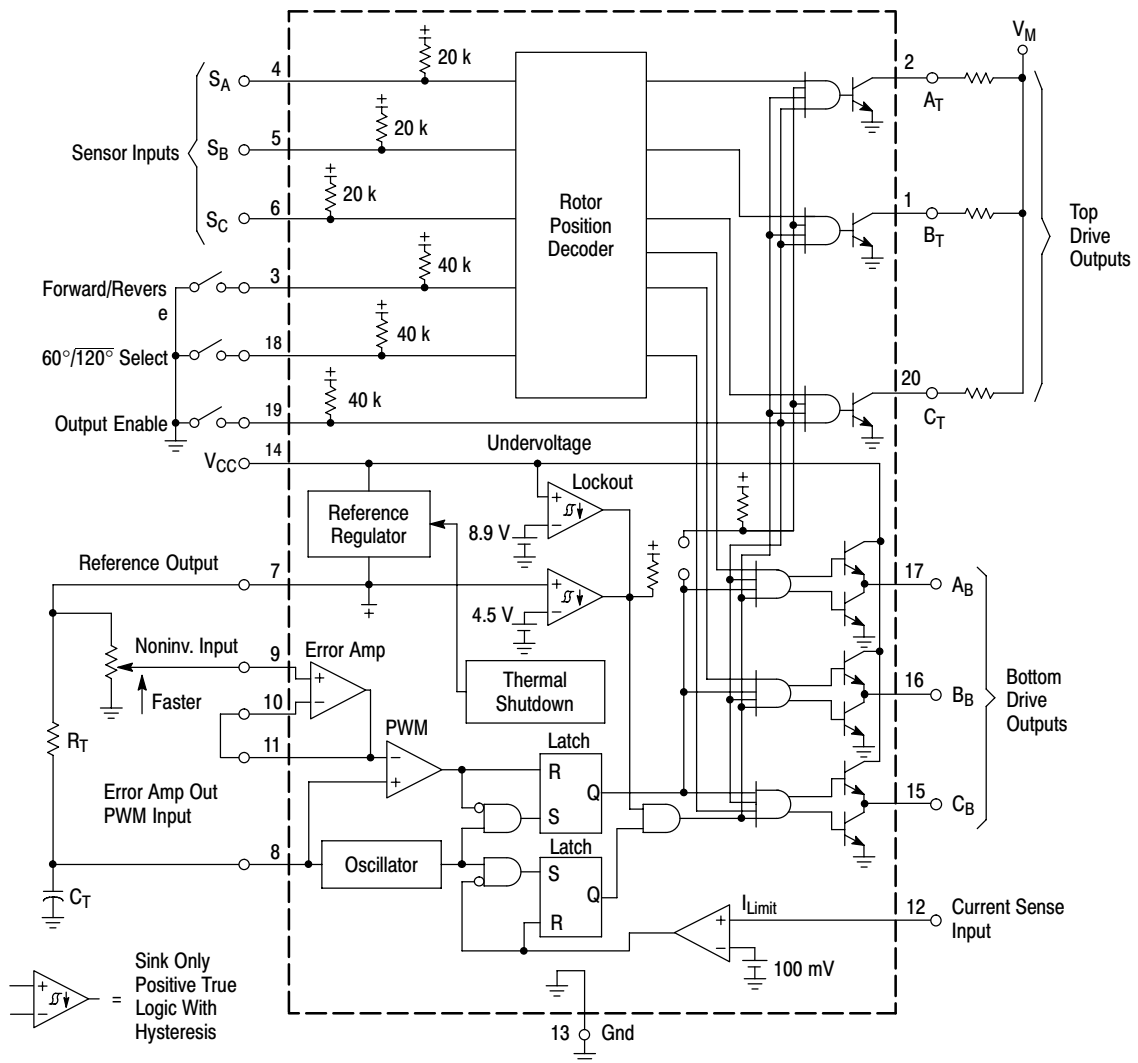 V_M
4
20 k
2
S_A
A_T
20 k
5
Sensor Inputs
S_B
20 k
1
6
S_C
Rotor
Position
Decoder
B_T
Top
Drive
Outputs
3
40 k
Forward/Revers
e
18
40 k
60°/120° Select
20
19
40 k
C_T
Output Enable
14
Undervoltage
V_CC
Lockout
Reference
Regulator
8.9 V
Reference Output
7
17
A_B
4.5 V
Noninv. Input
9
Error Amp
Thermal
Shutdown
Faster
10
16
B_B
Bottom
Drive
Outputs
PWM
R_T
11
Latch
R
Q
S
Error Amp Out
PWM Input
15
C_B
8
Oscillator
Latch
S
Q
R
C_T
I_Limit
12
Current Sense
Input
100 mV
=
Sink Only
Positive True
Logic With
Hysteresis
13
Gnd